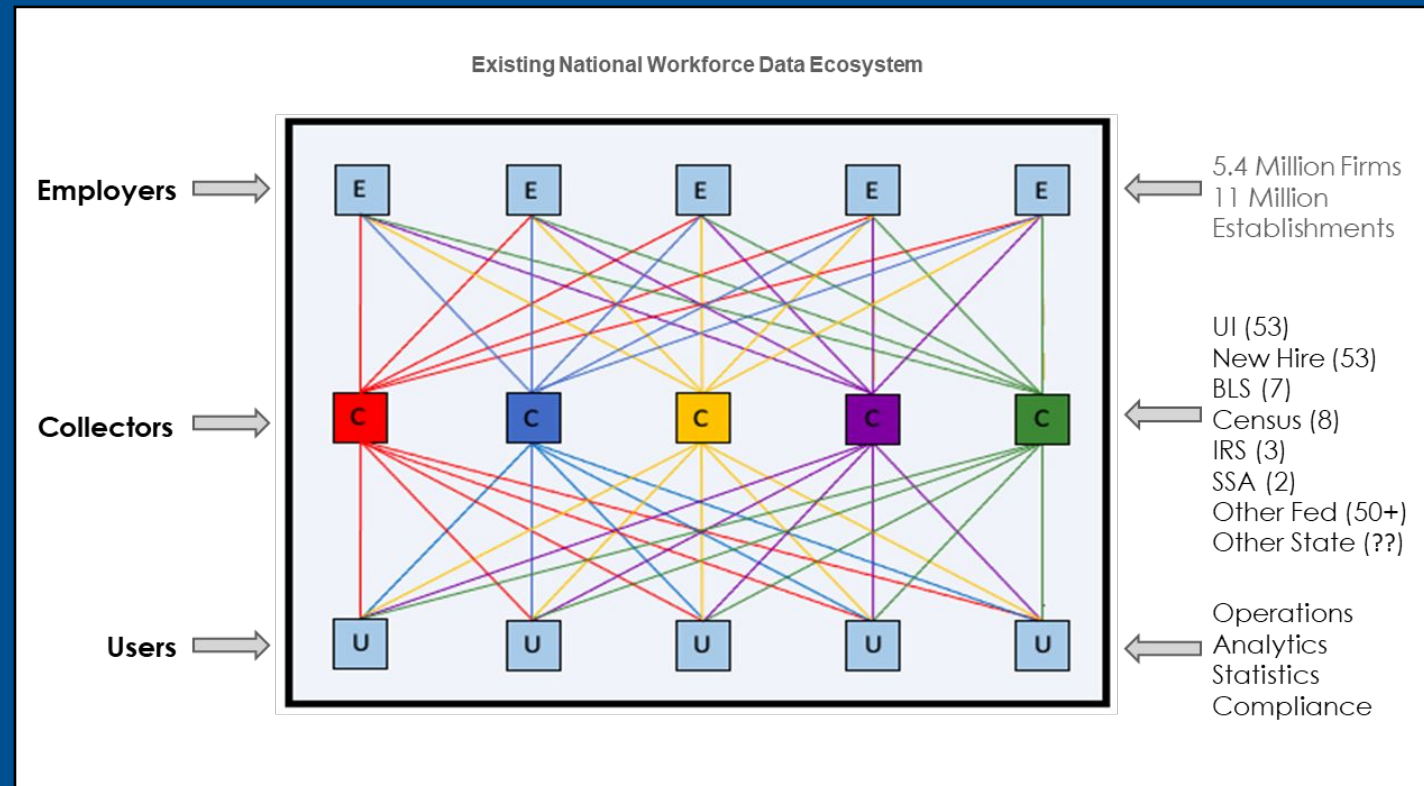 Existing National Workforce Data Ecosystem
Employers
E E E E E
5.4 Million Firms
11 Million
Establishments
Collectors
C C C C C
UI (53)
New Hire (53)
BLS (7)
Census (8)
IRS (3)
SSA (2)
Other Fed (50+)
Other State (??)
Users
U U U U U
Operations
Analytics
Statistics
Compliance